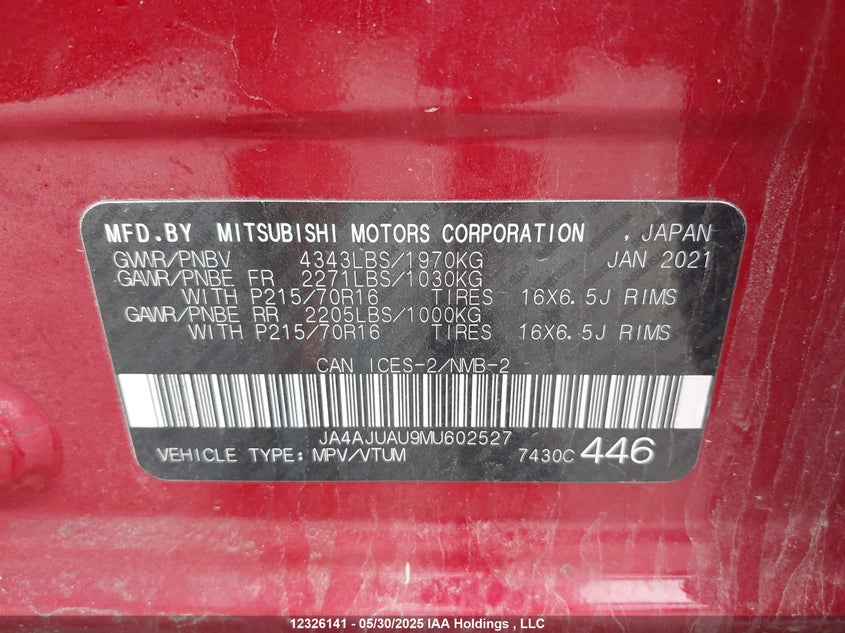 MFD.BY MITSUBISHI MOTORS CORPORATION , JAPAN
GVWR/PNBV 4343LBS/1970KG JAN 2021
GAWR/PNBE FR 2271LBS/1030KG
WITH P215/70R16 TIRES 16X6.5J RIMS
GAWR/PNBE RR 2205LBS/1000KG
WITH P215/70R16 TIRES 16X6.5J RIMS
CAN ICES-2/NMB-2
JA4AJUAU9MU602527
VEHICLE TYPE: MPV/VTUM 7430C 446
12326141 - 05/30/2025 IAA Holdings , LLC